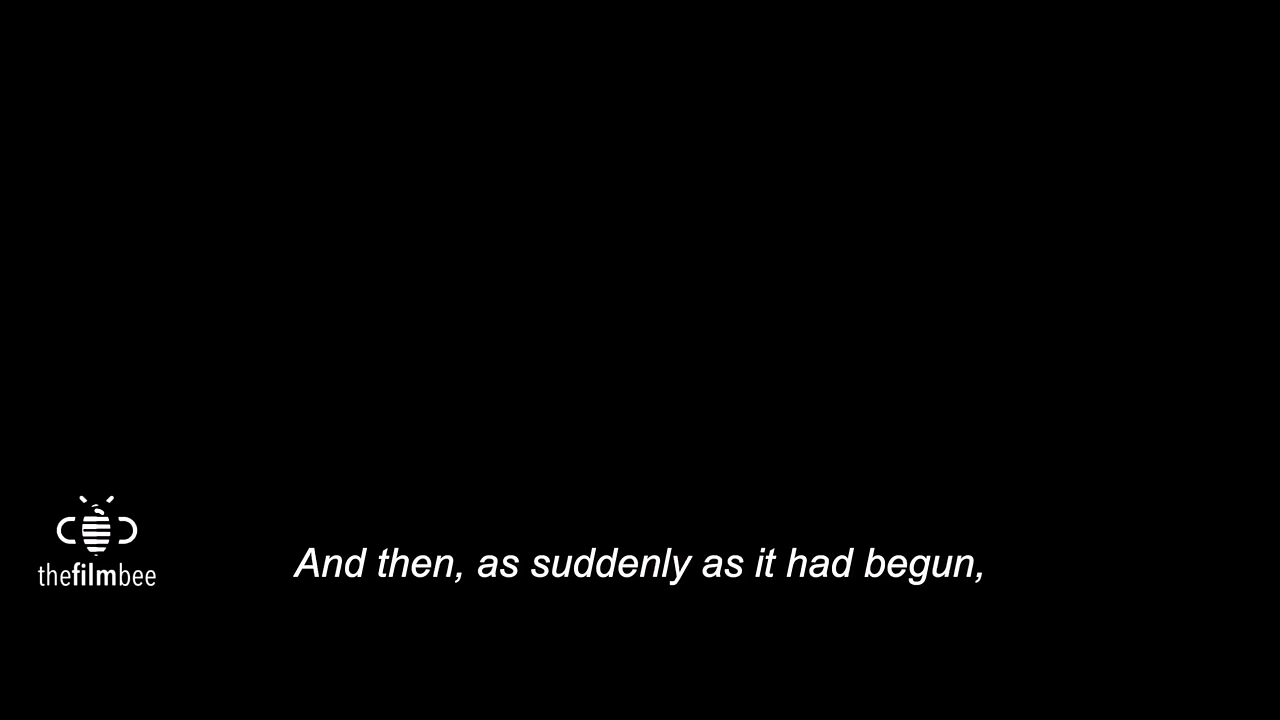 And then, as suddenly as it had begun,
thefilmbee